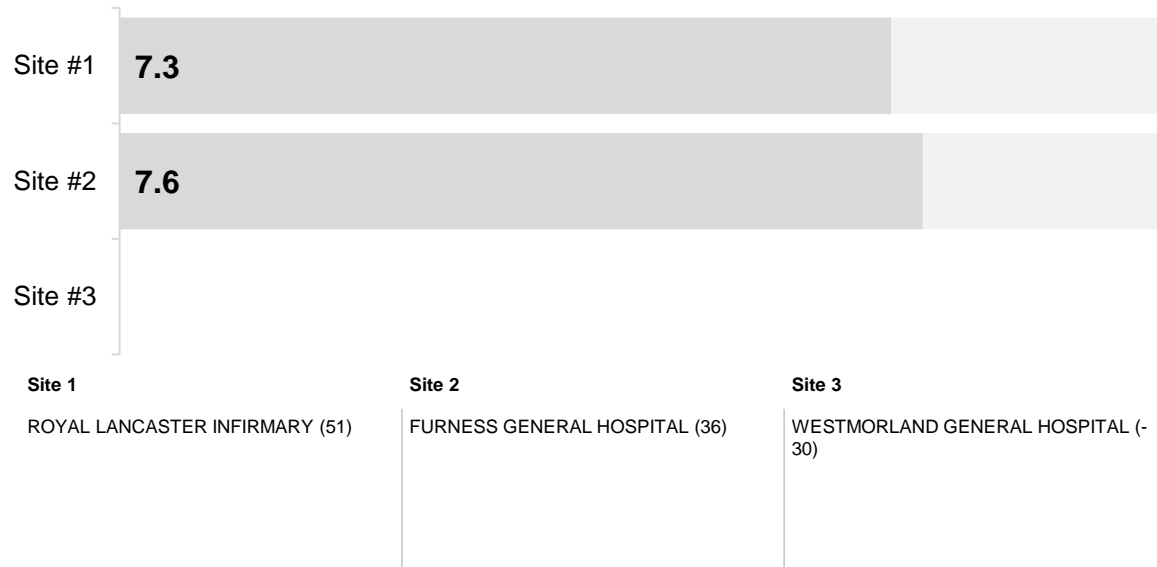 Site #1
7.3
Site #2
7.6
Site #3
Site 1
Site 2
Site 3
ROYAL LANCASTER INFIRMARY (51)
FURNESS GENERAL HOSPITAL (36)
WESTMORLAND GENERAL HOSPITAL (-
30)